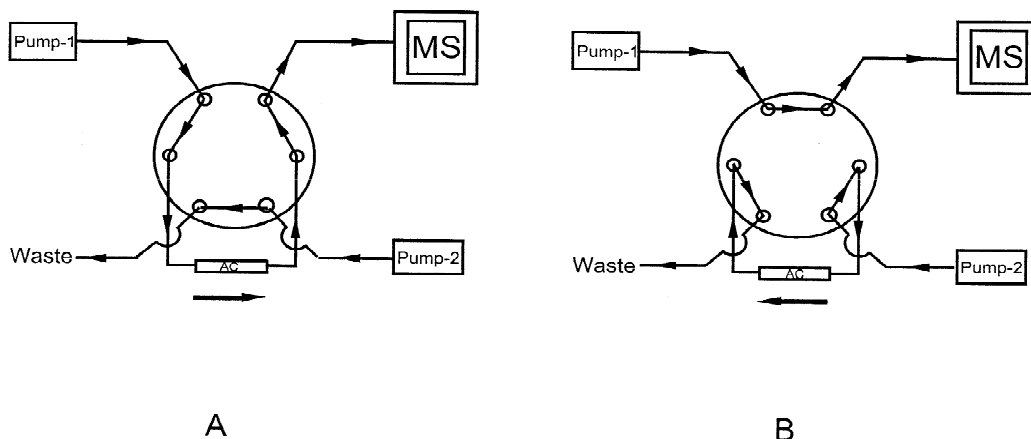 Pump-1
MS
Waste
AC
Pump-2
A
Pump-1
MS
Waste
AC
Pump-2
B